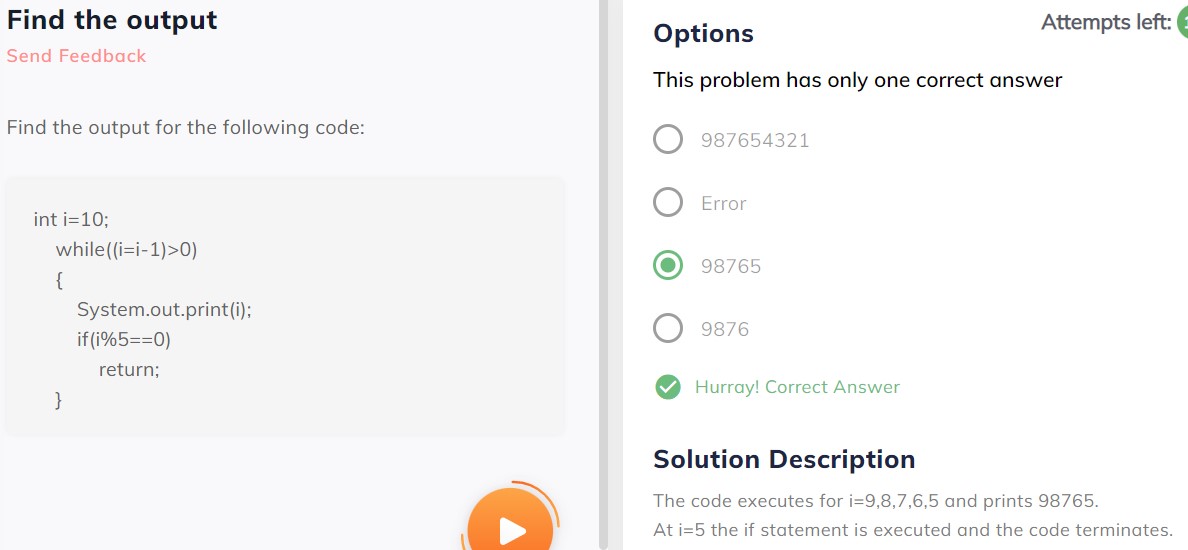 Find the output
Send Feedback
Find the output for the following code:
int i=10;
while((i=i-1)>0)
{
System.out.print(i);
if(i%5==0)
return;
}
Options
Attempts left:
This problem has only one correct answer
987654321
Error
98765
9876
Hurray! Correct Answer
Solution Description
The code executes for i=9,8,7,6,5 and prints 98765.
At i=5 the if statement is executed and the code terminates.